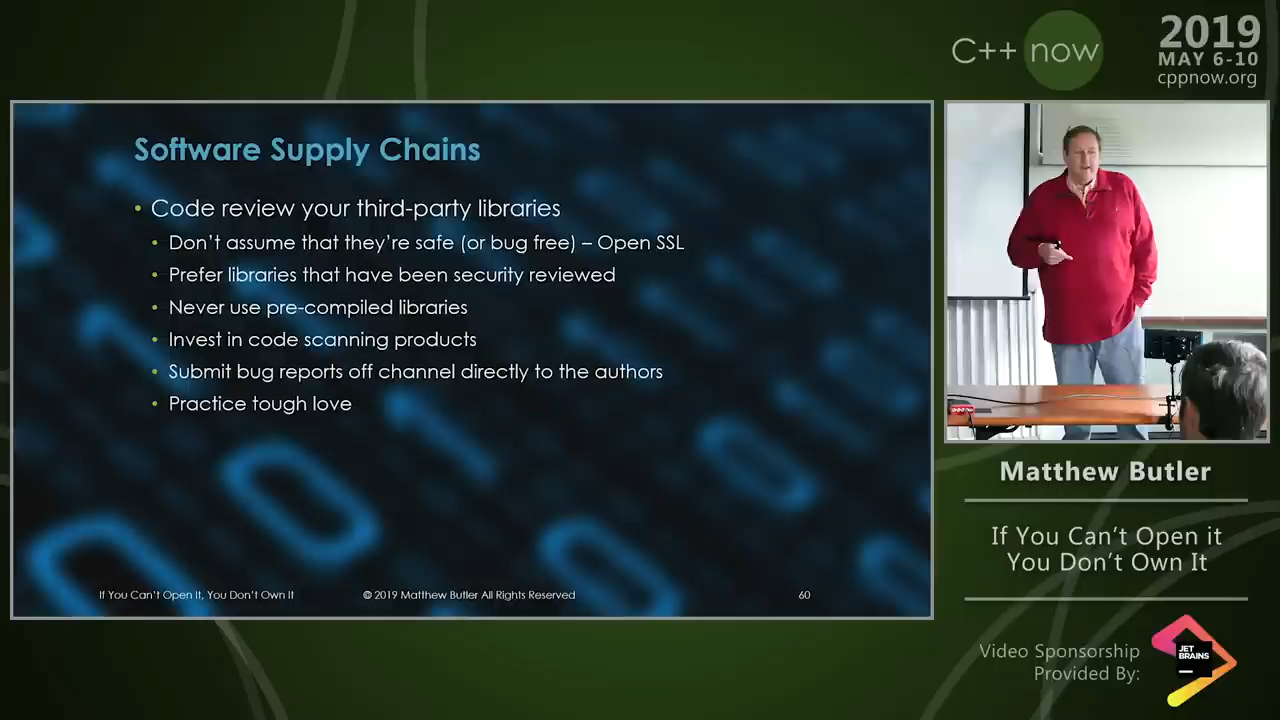 C++ now
2019
MAY 6-10
cppnow.org
Software Supply Chains
• Code review your third-party libraries
• Don’t assume that they’re safe (or bug free) – Open SSL
• Prefer libraries that have been security reviewed
• Never use pre-compiled libraries
• Invest in code scanning products
• Submit bug reports off channel directly to the authors
• Practice tough love
If You Can’t Open It, You Don’t Own It
© 2019 Matthew Butler All Rights Reserved
60
Matthew Butler
If You Can’t Open it
You Don’t Own It
Video Sponsorship
Provided By:
JET
BRAINS